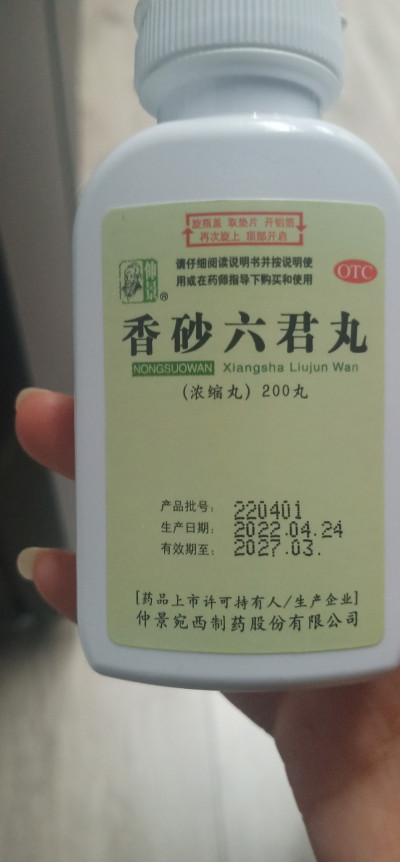 旋瓶盖 取垫片 开铝箔
再次旋上 顶部开启
请仔细阅读说明书并按说明使
用或在药师指导下购买和使用
OTC
仲景
®
香砂六君丸
NONGSUOWAN Xiangsha Liujun Wan
(浓缩丸) 200丸
产品批号: 220401
生产日期: 2022.04.24
有效期至: 2027.03.
[药品上市许可持有人/生产企业]
仲景宛西制药股份有限公司